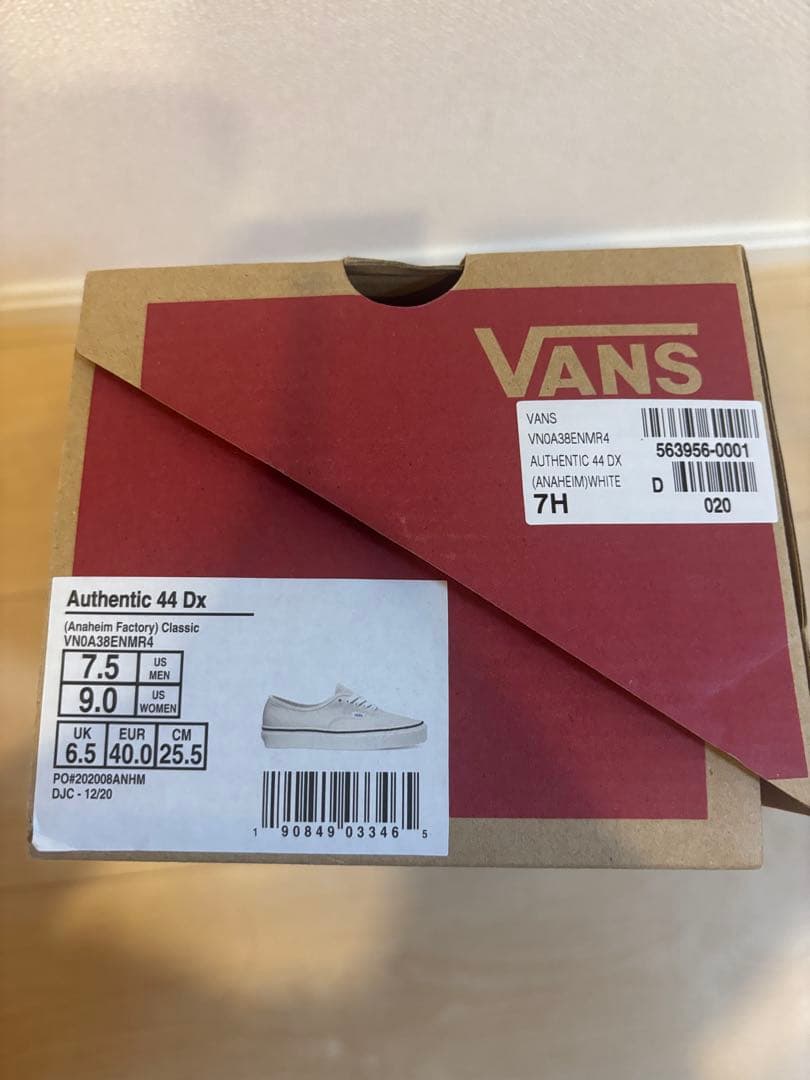 VANS
VANS
VN0A38ENMR4
563956-0001
AUTHENTIC 44 DX
(ANAHEIM)WHITE
D
7H
020
Authentic 44 Dx
(Anaheim Factory) Classic
VN0A38ENMR4
7.5 US MEN
9.0 US WOMEN
UK EUR CM
6.5 40.0 25.5
PO#202008ANHM
DJC - 12/20
1 90849 03346 5